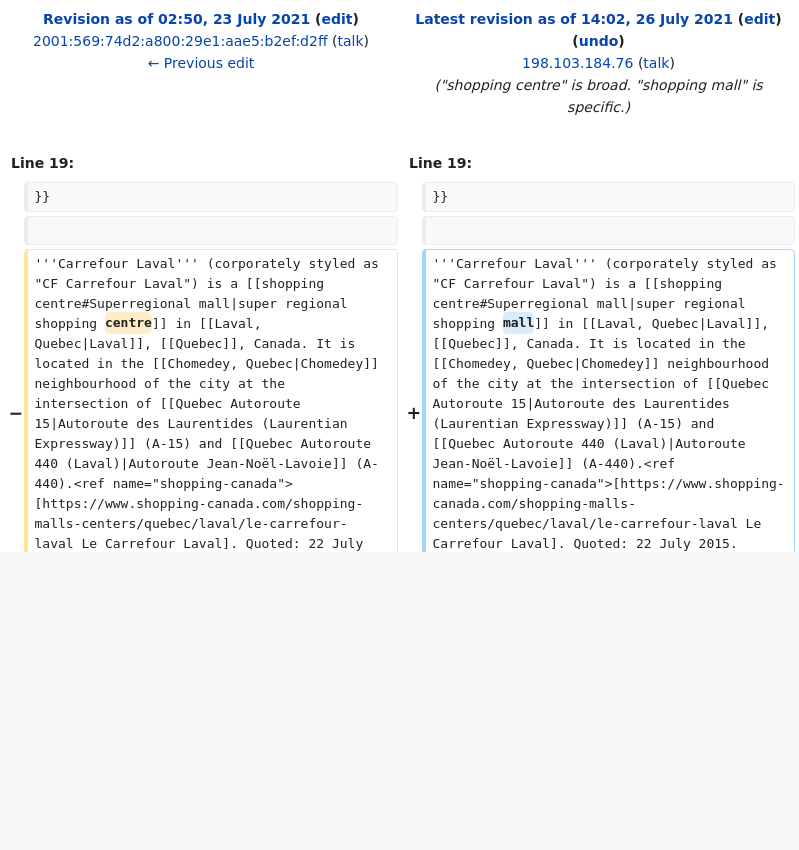 Revision as of 02:50, 23 July 2021 (edit)
2001:569:74d2:a800:29e1:aae5:b2ef:d2ff (talk)
← Previous edit
Latest revision as of 14:02, 26 July 2021 (edit)
(undo)
198.103.184.76 (talk)
("shopping centre" is broad. "shopping mall" is
specific.)
Line 19:
Line 19:
}}
}}
−
'''Carrefour Laval''' (corporately styled as
"CF Carrefour Laval") is a [[shopping
centre#Superregional mall|super regional
shopping centre]] in [[Laval,
Quebec|Laval]], [[Quebec]], Canada. It is
located in the [[Chomedey, Quebec|Chomedey]]
neighbourhood of the city at the
intersection of [[Quebec Autoroute
15|Autoroute des Laurentides (Laurentian
Expressway)]] (A-15) and [[Quebec Autoroute
440 (Laval)|Autoroute Jean-Noël-Lavoie]] (A-
440).<ref name="shopping-canada">
[https://www.shopping-canada.com/shopping-
malls-centers/quebec/laval/le-carrefour-
laval Le Carrefour Laval]. Quoted: 22 July
+
'''Carrefour Laval''' (corporately styled as
"CF Carrefour Laval") is a [[shopping
centre#Superregional mall|super regional
shopping mall]] in [[Laval, Quebec|Laval]],
[[Quebec]], Canada. It is located in the
[[Chomedey, Quebec|Chomedey]] neighbourhood
of the city at the intersection of [[Quebec
Autoroute 15|Autoroute des Laurentides
(Laurentian Expressway)]] (A-15) and
[[Quebec Autoroute 440 (Laval)|Autoroute
Jean-Noël-Lavoie]] (A-440).<ref
name="shopping-canada">[https://www.shopping-
canada.com/shopping-malls-
centers/quebec/laval/le-carrefour-laval Le
Carrefour Laval]. Quoted: 22 July 2015.